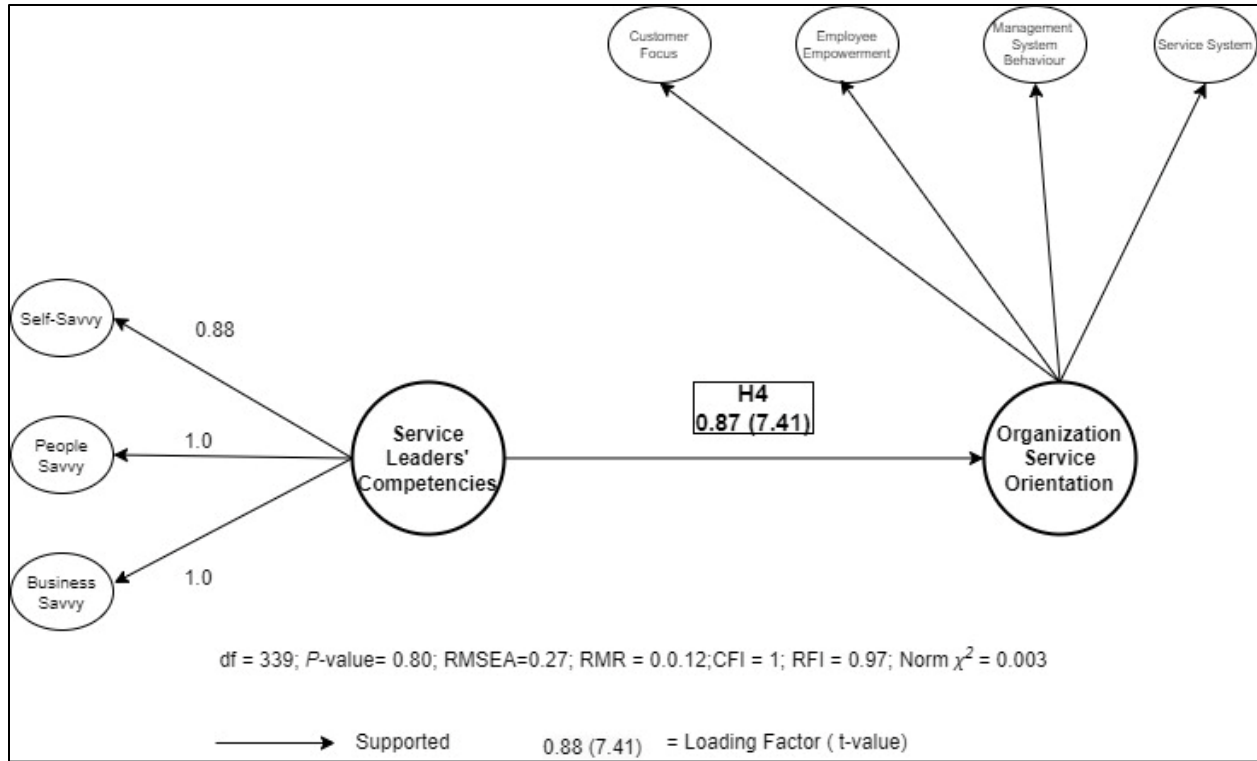 Customer
Focus
Employee
Empowerment
Management
System
Behaviour
Service System
Self-Savvy
0.88
People
Savvy
1.0
Business
Savvy
1.0
Service
Leaders'
Competencies
H4
0.87 (7.41)
Organization
Service
Orientation
df = 339; P-value= 0.80; RMSEA=0.27; RMR = 0.0.12;CFI = 1; RFI = 0.97; Norm χ² = 0.003
Supported
0.88 (7.41) = Loading Factor ( t-value)